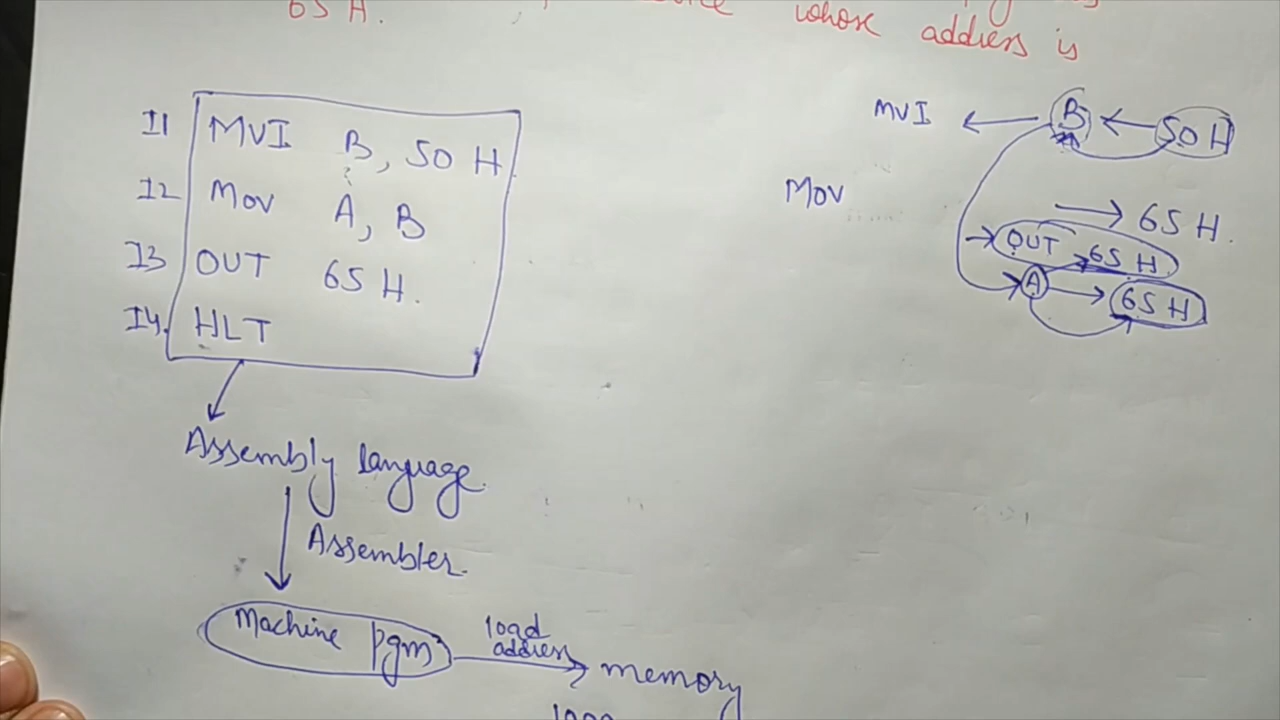 65 H. whose address is
I1 MVI B, 50 H
I2 Mov A, B
I3 OUT 65 H.
I4. HLT
Assembly language.
Assembler.
Machine pgm
load
address
memory
MVI B 50 H
Mov
65 H.
OUT 65 H
A 65 H